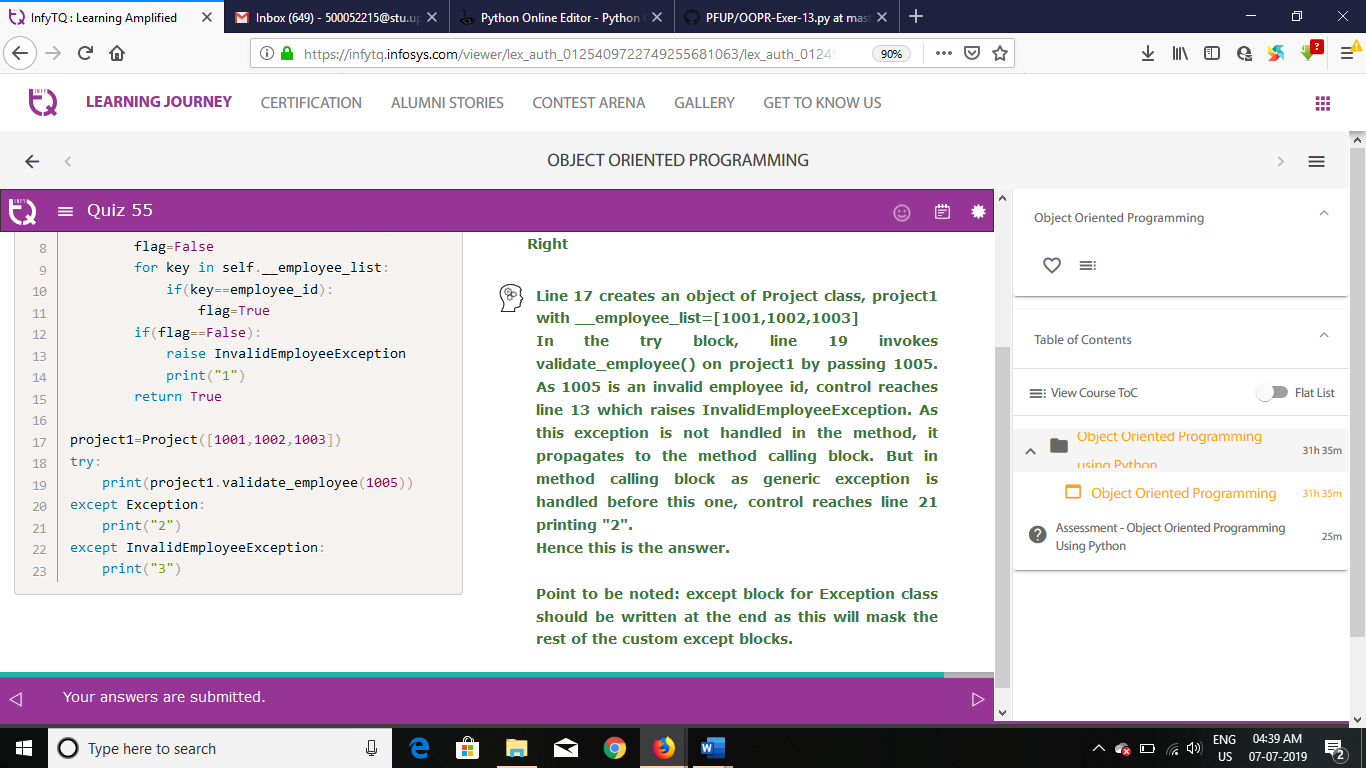 InfyTQ : Learning Amplified
Inbox (649) - 500052215@stu.up
Python Online Editor - Python
PFUP/OOPR-Exer-13.py at mas
https://infytq.infosys.com/viewer/lex_auth_0125409722749255681063/lex_auth_01245
90%
INFY TQ
LEARNING JOURNEY
CERTIFICATION
ALUMNI STORIES
CONTEST ARENA
GALLERY
GET TO KNOW US
OBJECT ORIENTED PROGRAMMING
INFY TQ
Quiz 55
8 flag=False
9 for key in self.__employee_list:
10 if(key==employee_id):
11 flag=True
12 if(flag==False):
13 raise InvalidEmployeeException
14 print("1")
15 return True
16
17 project1=Project([1001,1002,1003])
18 try:
19 print(project1.validate_employee(1005))
20 except Exception:
21 print("2")
22 except InvalidEmployeeException:
23 print("3")
Right
Line 17 creates an object of Project class, project1
with __employee_list=[1001,1002,1003]
In the try block, line 19 invokes
validate_employee() on project1 by passing 1005.
As 1005 is an invalid employee id, control reaches
line 13 which raises InvalidEmployeeException. As
this exception is not handled in the method, it
propagates to the method calling block. But in
method calling block as generic exception is
handled before this one, control reaches line 21
printing "2".
Hence this is the answer.
Point to be noted: except block for Exception class
should be written at the end as this will mask the
rest of the custom except blocks.
Your answers are submitted.
Object Oriented Programming
Table of Contents
View Course ToC
Flat List
Object Oriented Programming
using Python
31h 35m
Object Oriented Programming
31h 35m
Assessment - Object Oriented Programming
Using Python
25m
Type here to search
ENG
US
04:39 AM
07-07-2019
2